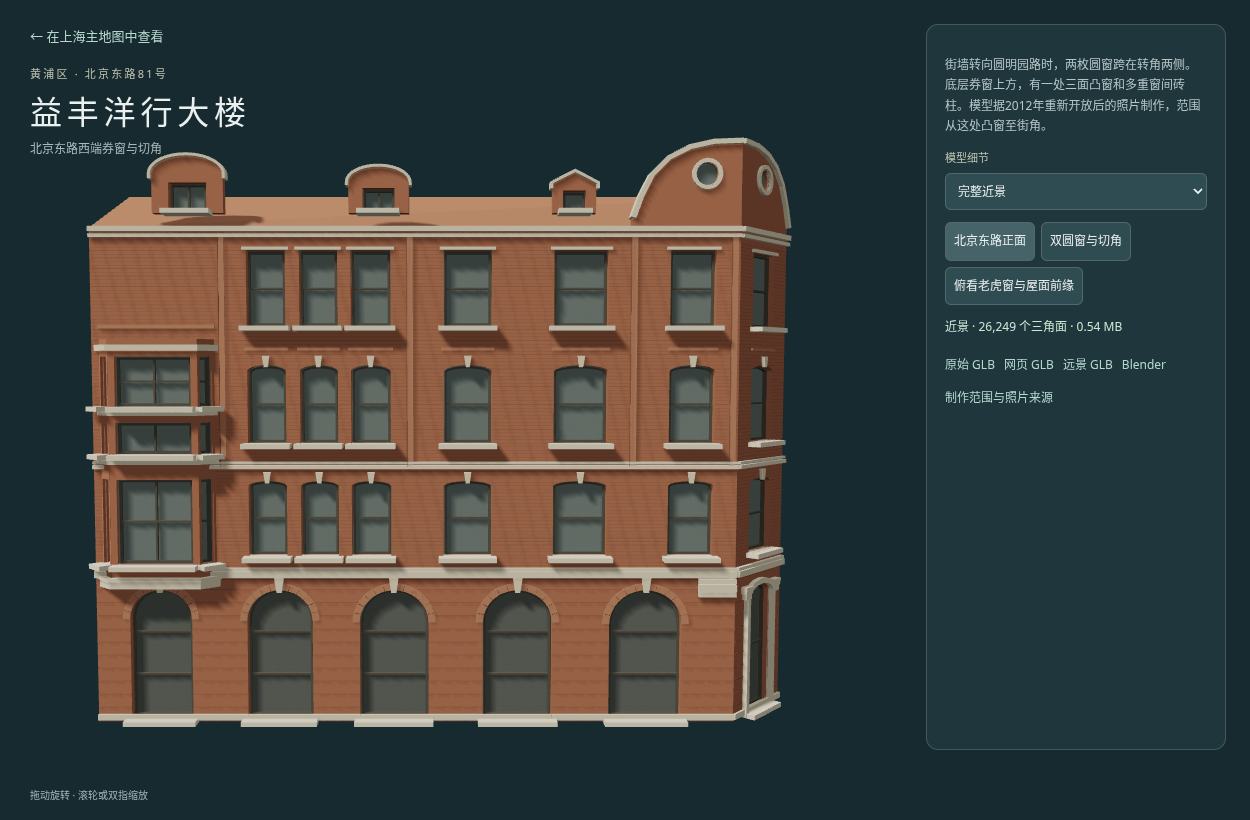 ← 在上海主地图中查看
黄浦区 · 北京东路81号
益丰洋行大楼
北京东路西端券窗与切角
街墙转向圆明园路时，两枚圆窗跨在转角两侧。
底层券窗上方，有一处三面凸窗和多重窗间砖
柱。模型据2012年重新开放后的照片制作，范围
从这处凸窗至街角。
模型细节
完整近景
北京东路正面
双圆窗与切角
俯看老虎窗与屋面前缘
近景 · 26,249 个三角面 · 0.54 MB
原始 GLB 网页 GLB 远景 GLB Blender
制作范围与照片来源
拖动旋转 · 滚轮或双指缩放